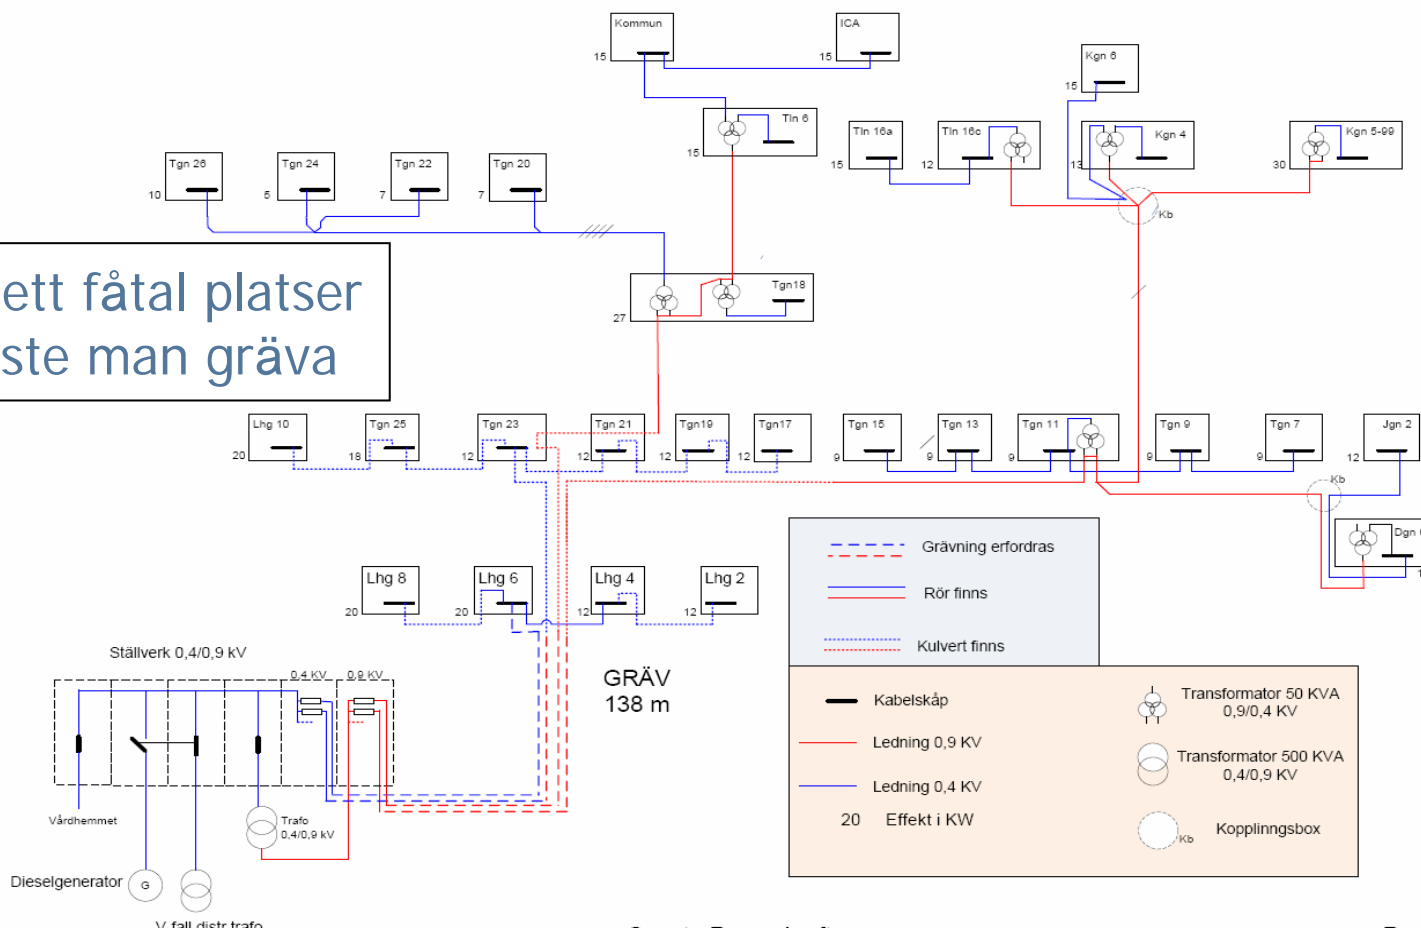 Kommun
15
ICA
15
Kgn 6
15
Tln 6
15
Tln 16a
15
Tln 16c
12
Kgn 4
13
Kgn 5-99
30
Kb
Tgn 26
10
Tgn 24
5
Tgn 22
7
Tgn 20
7
ett fåtal platser
ste man gräva
Tgn18
27
Lhg 10
20
Tgn 25
18
Tgn 23
12
Tgn 21
12
Tgn19
12
Tgn17
12
Tgn 15
9
Tgn 13
9
Tgn 11
9
Tgn 9
9
Tgn 7
9
Jgn 2
12
Kb
Dgn
Lhg 8
20
Lhg 6
20
Lhg 4
12
Lhg 2
12
Grävning erfordras
Rör finns
Kulvert finns
GRÄV
138 m
Ställverk 0,4/0,9 kV
0,4 KV
0,9 KV
Vårdhemmet
Trafo
0,4/0,9 kV
Dieselgenerator
G
V-fall distr.trafo
Kabelskåp
Ledning 0,9 KV
Ledning 0,4 KV
20 Effekt i KW
Transformator 50 KVA
0,9/0,4 KV
Transformator 500 KVA
0,4/0,9 KV
Kb
Kopplinngsbox